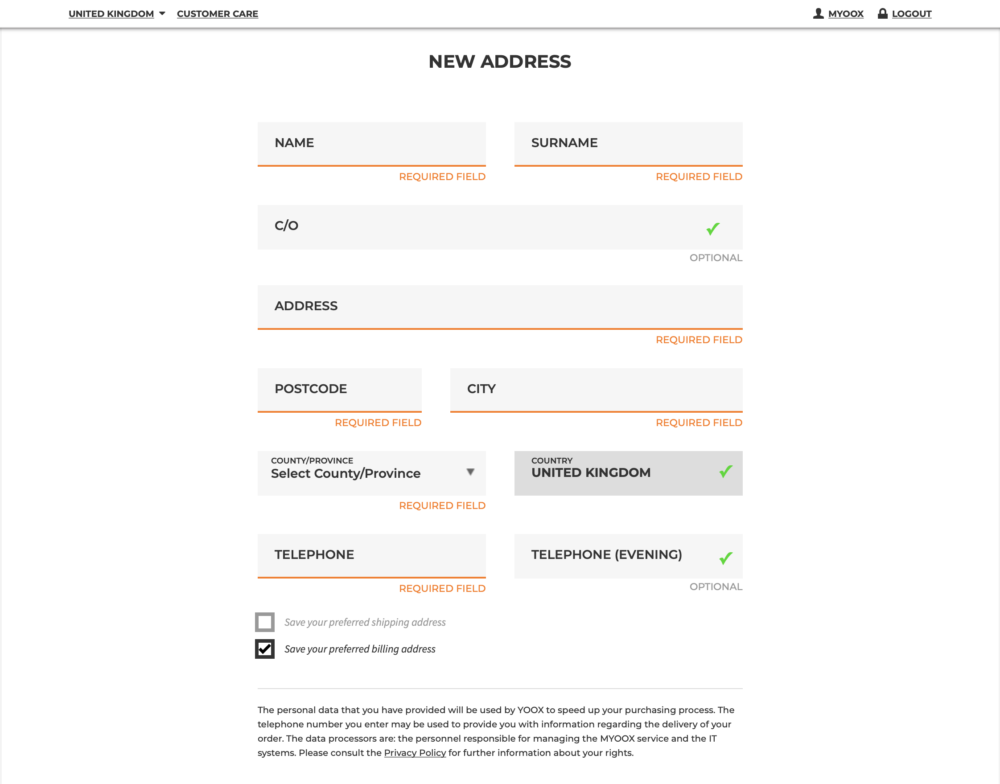 UNITED KINGDOM CUSTOMER CARE MYOOX LOGOUT
NEW ADDRESS
NAME SURNAME
REQUIRED FIELD REQUIRED FIELD
C/O
OPTIONAL
ADDRESS
REQUIRED FIELD
POSTCODE CITY
REQUIRED FIELD REQUIRED FIELD
COUNTY/PROVINCE COUNTRY
Select County/Province UNITED KINGDOM
REQUIRED FIELD
TELEPHONE TELEPHONE (EVENING)
REQUIRED FIELD OPTIONAL
Save your preferred shipping address
Save your preferred billing address
The personal data that you have provided will be used by YOOX to speed up your purchasing process. The
telephone number you enter may be used to provide you with information regarding the delivery of your
order. The data processors are: the personnel responsible for managing the MYOOX service and the IT
systems. Please consult the Privacy Policy for further information about your rights.